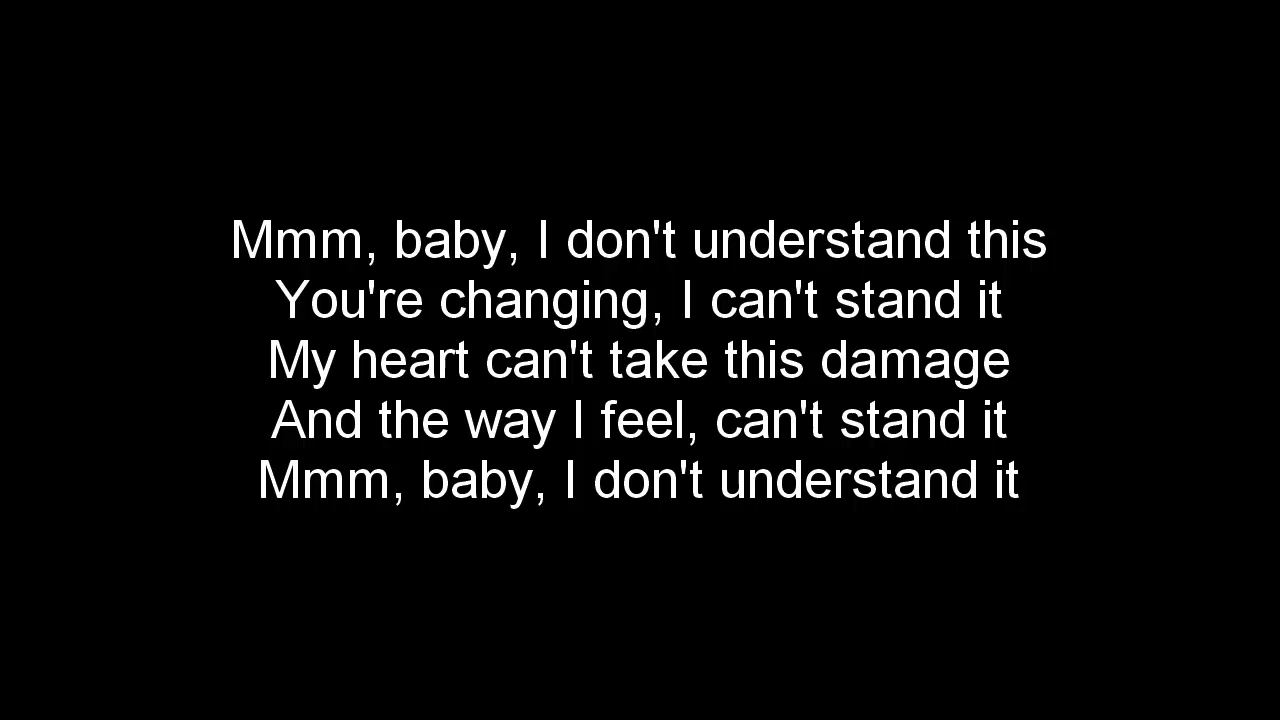 Mmm, baby, I don't understand this
You're changing, I can't stand it
My heart can't take this damage
And the way I feel, can't stand it
Mmm, baby, I don't understand it